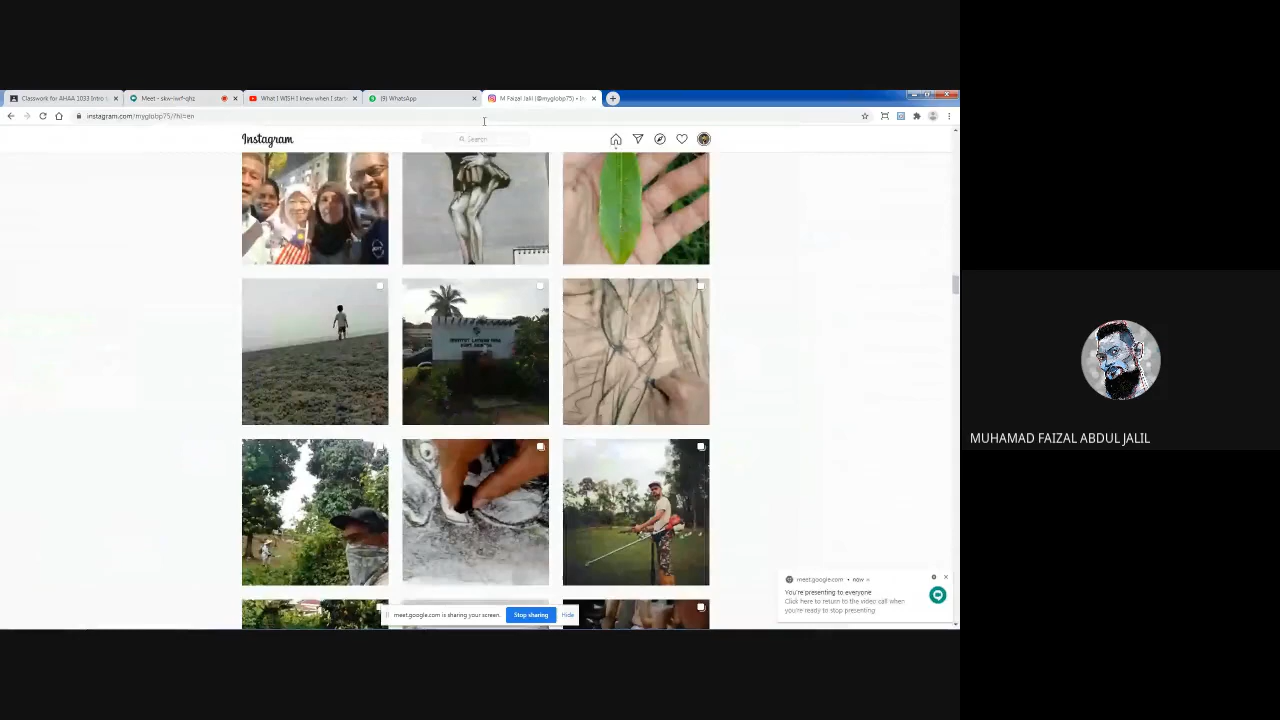 Classwork for AHAA 1033 Intro t
Meet - skw-iwrf-qhz
What I WISH I knew when I start
(9) WhatsApp
M Faizal Jalil (@myglobp75) • In
instagram.com/myglobp75/?hl=en
Instagram
Search
meet.google.com • now
You're presenting to everyone
Click here to return to the video call when
you're ready to stop presenting
meet.google.com is sharing your screen.
Stop sharing
Hide
MUHAMAD FAIZAL ABDUL JALIL